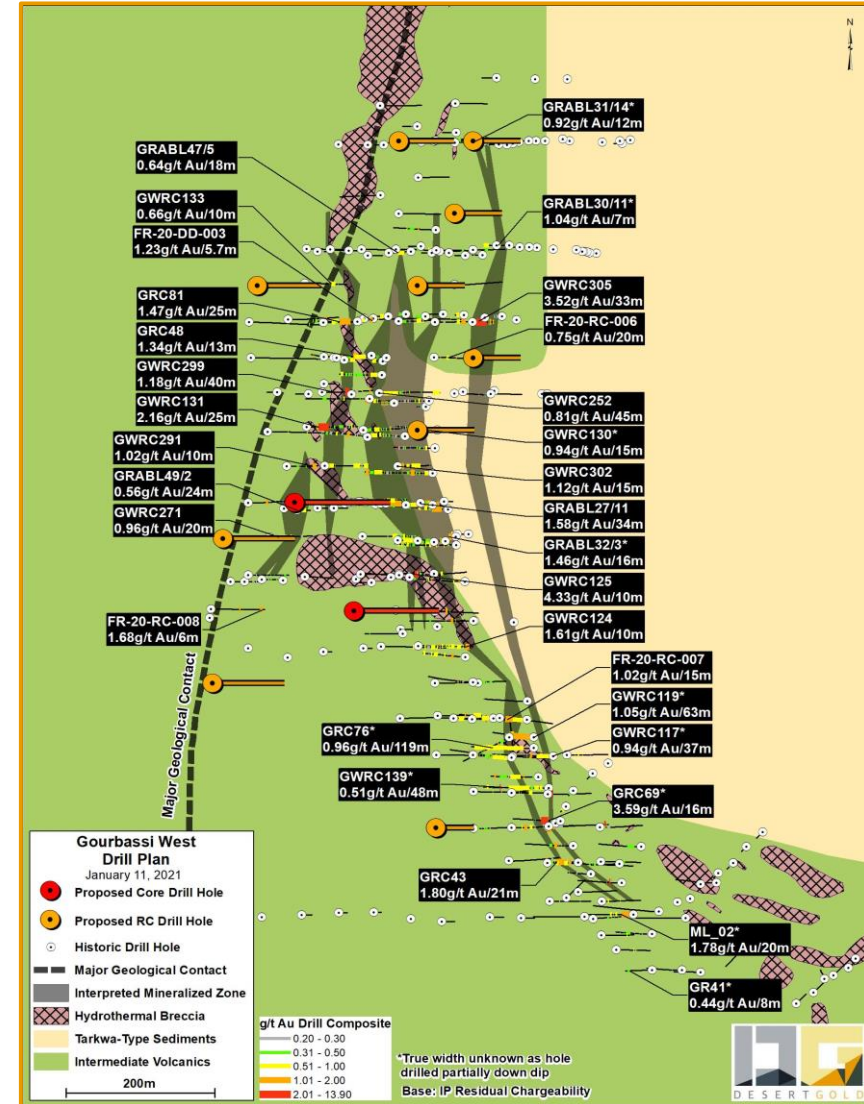 N
GRABL31/14*
0.92g/t Au/12m
GRABL47/5
0.64g/t Au/18m
GWRC133
0.66g/t Au/10m
GRABL30/11*
1.04g/t Au/7m
FR-20-DD-003
1.23g/t Au/5.7m
GRC81
1.47g/t Au/25m
GWRC305
3.52g/t Au/33m
GRC48
1.34g/t Au/13m
FR-20-RC-006
0.75g/t Au/20m
GWRC299
1.18g/t Au/40m
GWRC131
2.16g/t Au/25m
GWRC252
0.81g/t Au/45m
GWRC130*
0.94g/t Au/15m
GWRC291
1.02g/t Au/10m
GWRC302
1.12g/t Au/15m
GRABL49/2
0.56g/t Au/24m
GRABL27/11
1.58g/t Au/34m
GWRC271
0.96g/t Au/20m
GRABL32/3*
1.46g/t Au/16m
GWRC125
4.33g/t Au/10m
FR-20-RC-008
1.68g/t Au/6m
GWRC124
1.61g/t Au/10m
FR-20-RC-007
1.02g/t Au/15m
GWRC119*
1.05g/t Au/63m
GRC76*
0.96g/t Au/119m
GWRC117*
0.94g/t Au/37m
GWRC139*
0.51g/t Au/48m
GRC69*
3.59g/t Au/16m
GRC43
1.80g/t Au/21m
ML_02*
1.78g/t Au/20m
GR41*
0.44g/t Au/8m
Major Geological Contact
Gourbassi West
Drill Plan
January 11, 2021
Proposed Core Drill Hole
Proposed RC Drill Hole
Historic Drill Hole
Major Geological Contact
Interpreted Mineralized Zone
Hydrothermal Breccia
Tarkwa-Type Sediments
Intermediate Volcanics
200m
g/t Au Drill Composite
0.20 - 0.30
0.31 - 0.50
0.51 - 1.00
1.01 - 2.00
2.01 - 13.90
*True width unknown as hole
drilled partially down dip
Base: IP Residual Chargeability
DESERT GOLD